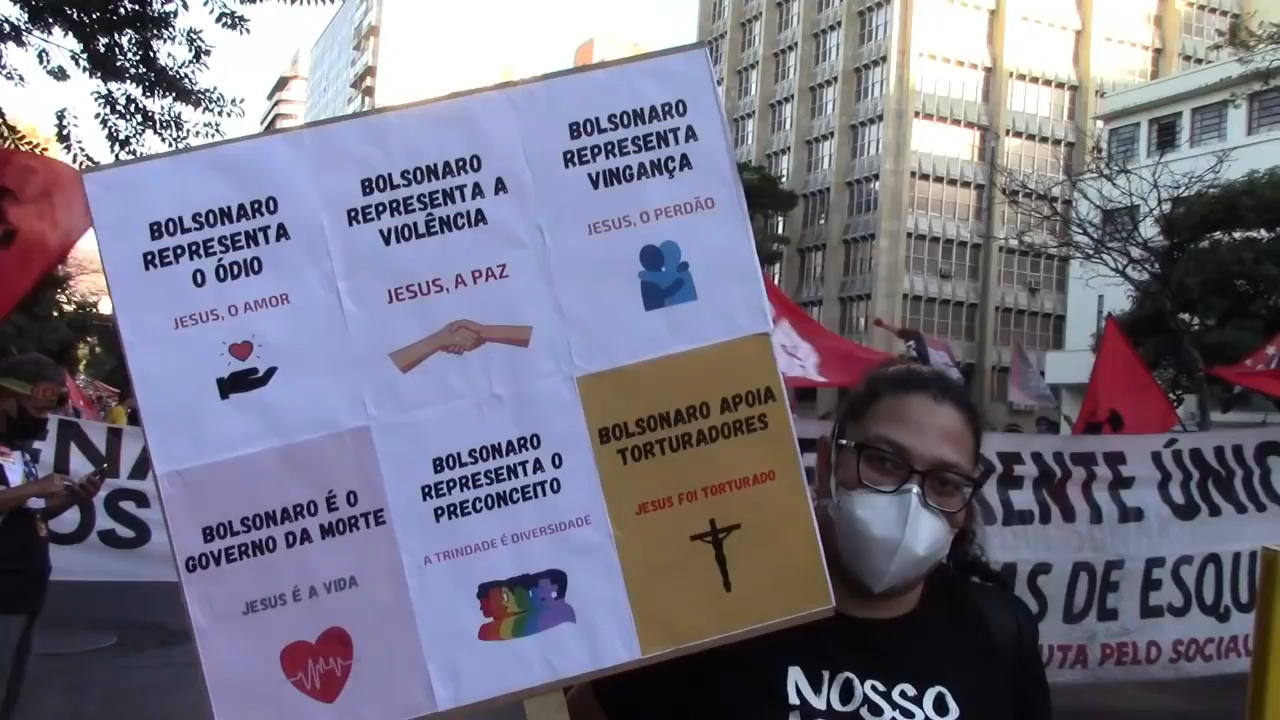 BOLSONARO
REPRESENTA
O ÓDIO
JESUS, O AMOR
BOLSONARO
REPRESENTA A
VIOLÊNCIA
JESUS, A PAZ
BOLSONARO
REPRESENTA
VINGANÇA
JESUS, O PERDÃO
BOLSONARO É O
GOVERNO DA MORTE
JESUS É A VIDA
BOLSONARO
REPRESENTA O
PRECONCEITO
A TRINDADE É DIVERSIDADE
BOLSONARO APOIA
TORTURADORES
JESUS FOI TORTURADO
NOSSO
ENTE ÚNIC
S DE ESQU
UTA PELO SOCIAL
OS